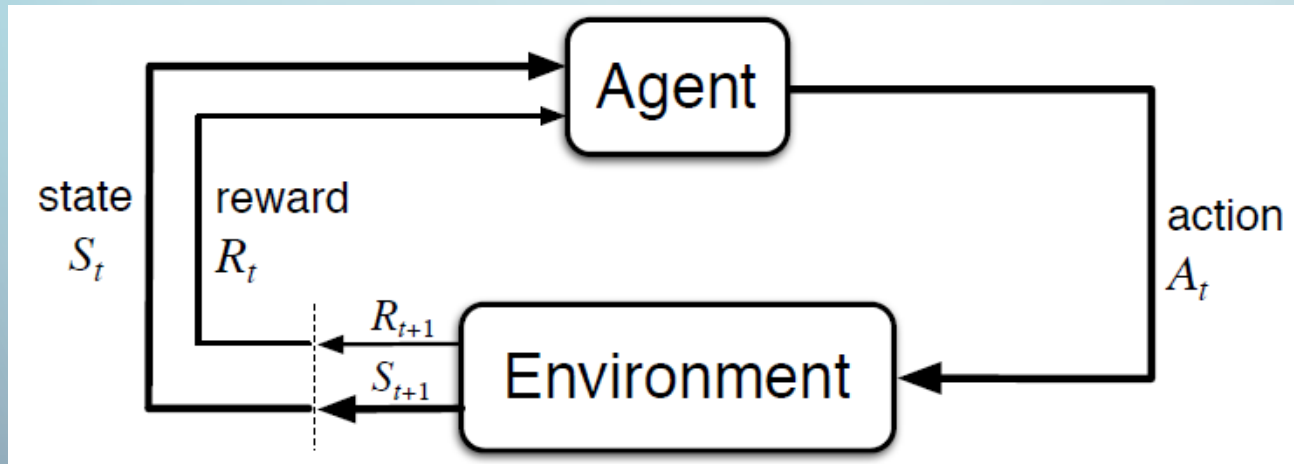 Agent
state
S_t
reward
R_t
action
A_t
R_{t+1}
S_{t+1}
Environment